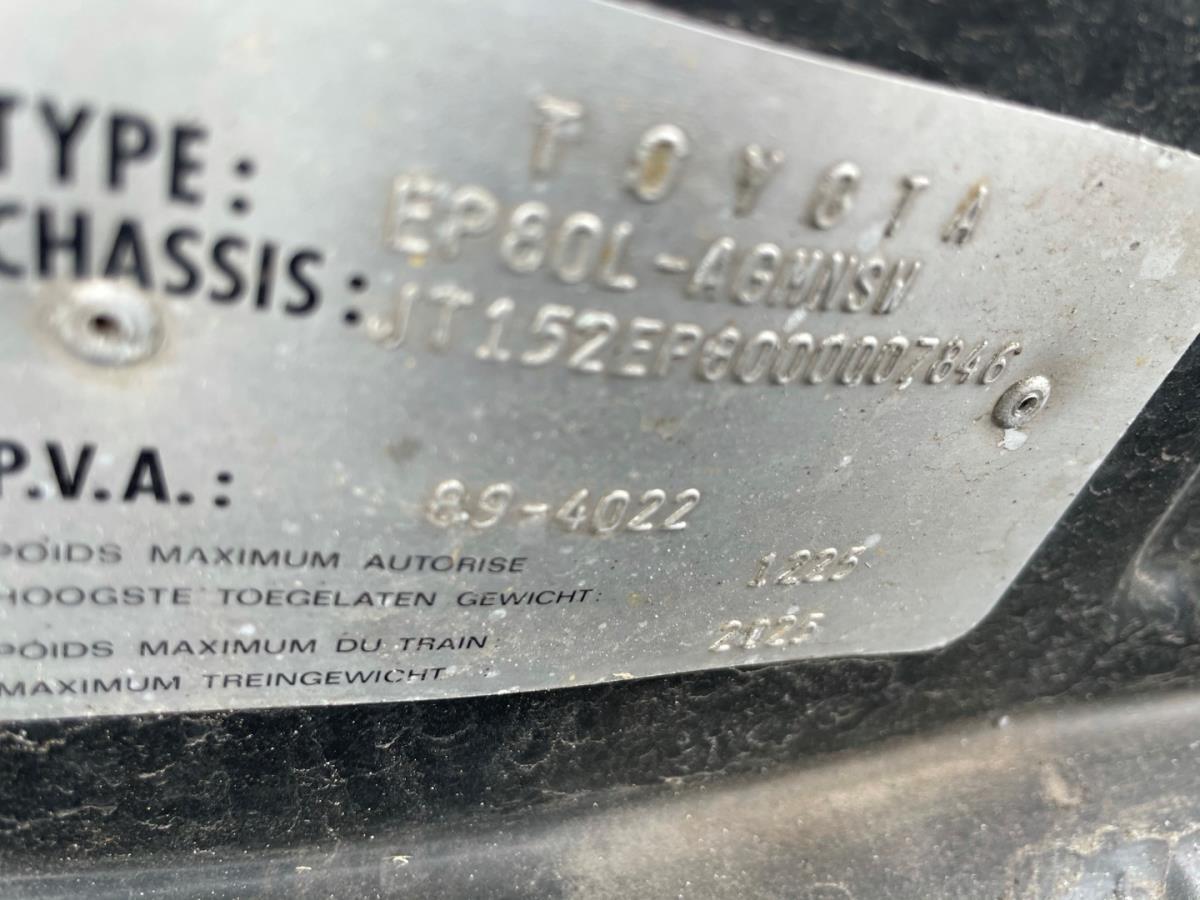 TOYOTA
TYPE: EP80L-AGMNSW
CHASSIS: JT152EP8000007846
P.V.A.: 89-4022
POIDS MAXIMUM AUTORISE
HOOGSTE TOEGELATEN GEWICHT: 1225
POIDS MAXIMUM DU TRAIN:
MAXIMUM TREINGEWICHT 2025